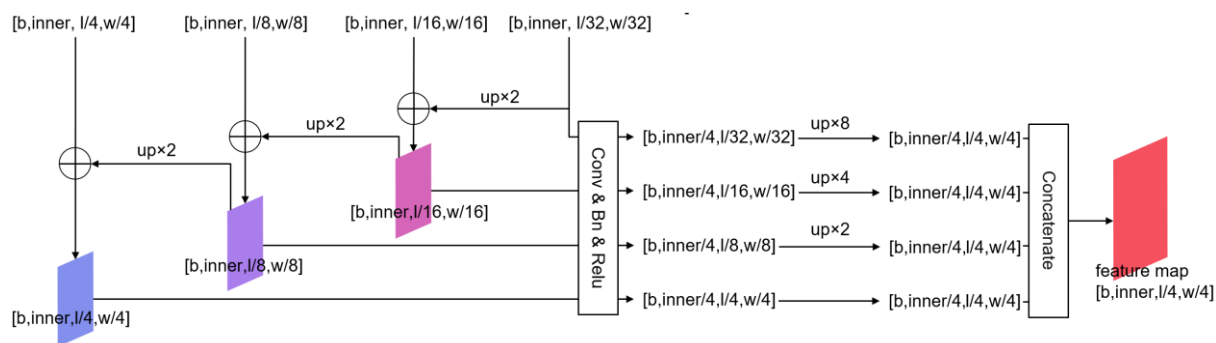 [b,inner, l/4,w/4]
[b,inner,l/8,w/8]
[b,inner, l/16,w/16]
[b,inner, l/32,w/32]
up×2
up×2
up×2
[b,inner,l/16,w/16]
[b,inner,l/8,w/8]
[b,inner,l/4,w/4]
Conv & Bn & Relu
[b,inner/4,l/32,w/32]
up×8
[b,inner/4,l/4,w/4]
[b,inner/4,l/16,w/16]
up×4
[b,inner/4,l/4,w/4]
[b,inner/4,l/8,w/8]
up×2
[b,inner/4,l/4,w/4]
[b,inner/4,l/4,w/4]
[b,inner/4,l/4,w/4]
Concatenate
feature map
[b,inner,l/4,w/4]